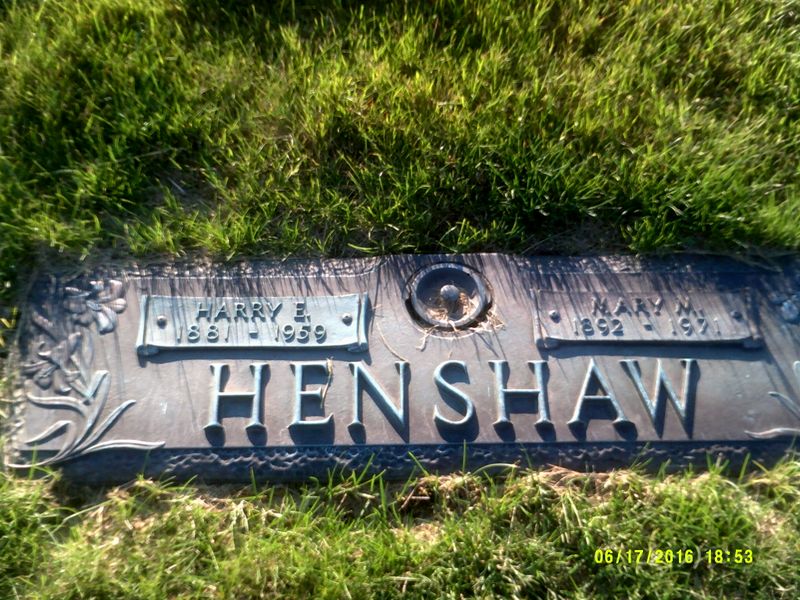 HARRY E.
1881 - 1959
MARY M.
1892 - 1971
HENSHAW
06/17/2016 18:53